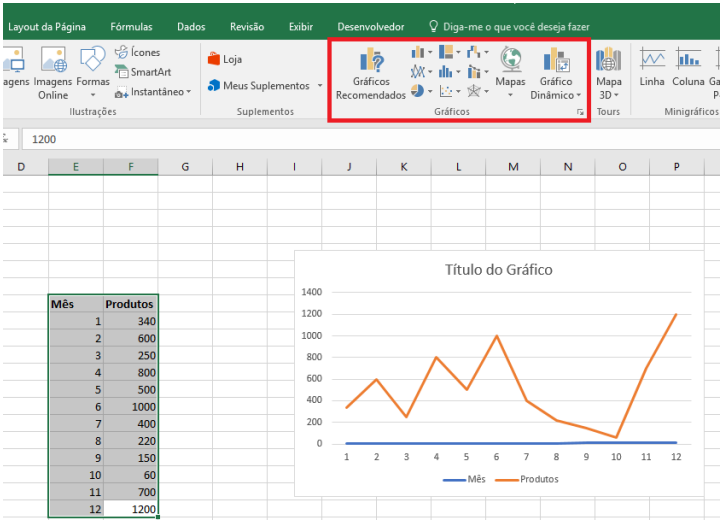 Layout da Página Fórmulas Dados Revisão Exibir Desenvolvedor Diga-me o que você deseja fazer
Ícones
SmartArt
Instantâneo
agens Imagens Online
Formas
Ilustrações
Loja
Meus Suplementos
Suplementos
Gráficos Recomendados
Mapas
Gráfico Dinâmico
Gráficos
Mapa 3D
Tours
Linha Coluna Ga
P
Minigráficos
1200
D E F G H I J K L M N O P
Mês Produtos
1 340
2 600
3 250
4 800
5 500
6 1000
7 400
8 220
9 150
10 60
11 700
12 1200
Título do Gráfico
1400
1200
1000
800
600
400
200
0
1 2 3 4 5 6 7 8 9 10 11 12
Mês Produtos